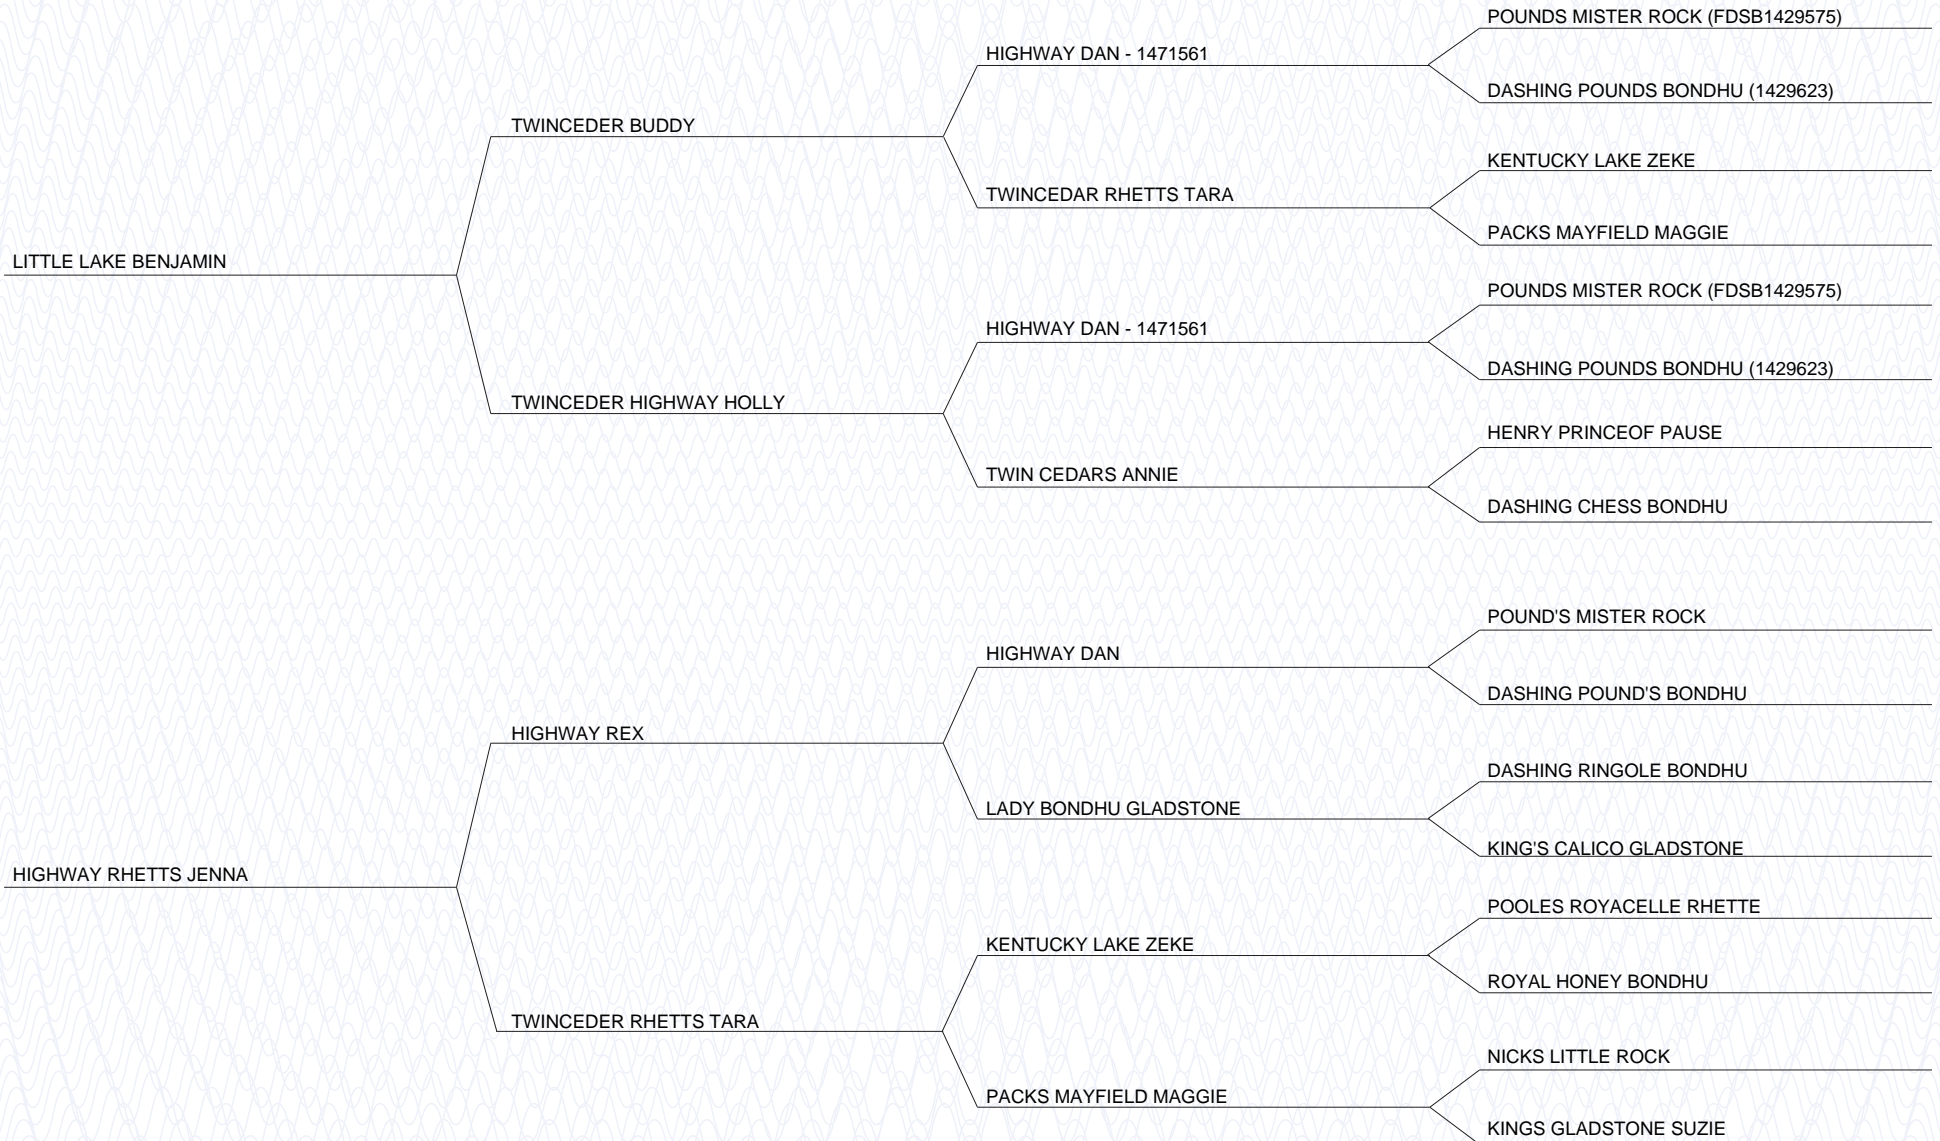 POUNDS MISTER ROCK (FDSB1429575)
HIGHWAY DAN - 1471561
DASHING POUNDS BONDHU (1429623)
TWINCEDER BUDDY
KENTUCKY LAKE ZEKE
TWINCEDAR RHETTS TARA
PACKS MAYFIELD MAGGIE
LITTLE LAKE BENJAMIN
POUNDS MISTER ROCK (FDSB1429575)
HIGHWAY DAN - 1471561
DASHING POUNDS BONDHU (1429623)
TWINCEDER HIGHWAY HOLLY
HENRY PRINCEOF PAUSE
TWIN CEDARS ANNIE
DASHING CHESS BONDHU
POUND'S MISTER ROCK
HIGHWAY DAN
DASHING POUND'S BONDHU
HIGHWAY REX
DASHING RINGOLE BONDHU
LADY BONDHU GLADSTONE
KING'S CALICO GLADSTONE
HIGHWAY RHETTS JENNA
POOLES ROYACELLE RHETTE
KENTUCKY LAKE ZEKE
ROYAL HONEY BONDHU
TWINCEDER RHETTS TARA
NICKS LITTLE ROCK
PACKS MAYFIELD MAGGIE
KINGS GLADSTONE SUZIE